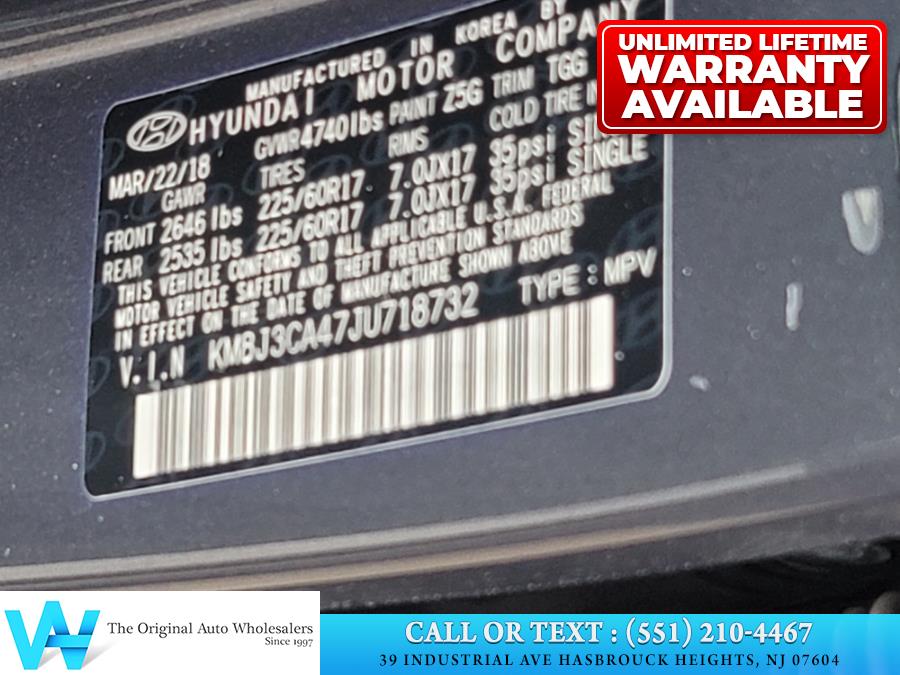 UNLIMITED LIFETIME
WARRANTY
AVAILABLE
MANUFACTURED IN KOREA BY
HYUNDAI MOTOR COMPANY
MAR/22/18 GVWR 4740lbs PAINT Z5G TRIM TGG
GAWR TIRES RIMS COLD TIRE
FRONT 2646 lbs 225/60R17 7.0JX17 35psi SINGLE
REAR 2535 lbs 225/60R17 7.0JX17 35psi SINGLE
THIS VEHICLE CONFORMS TO ALL APPLICABLE U.S.A. FEDERAL
MOTOR VEHICLE SAFETY AND THEFT PREVENTION STANDARDS
IN EFFECT ON THE DATE OF MANUFACTURE SHOWN ABOVE
V.I.N KM8J3CA47JU718732 TYPE : MPV
The Original Auto Wholesalers
Since 1997
CALL OR TEXT : (551) 210-4467
39 INDUSTRIAL AVE HASBROUCK HEIGHTS, NJ 07604